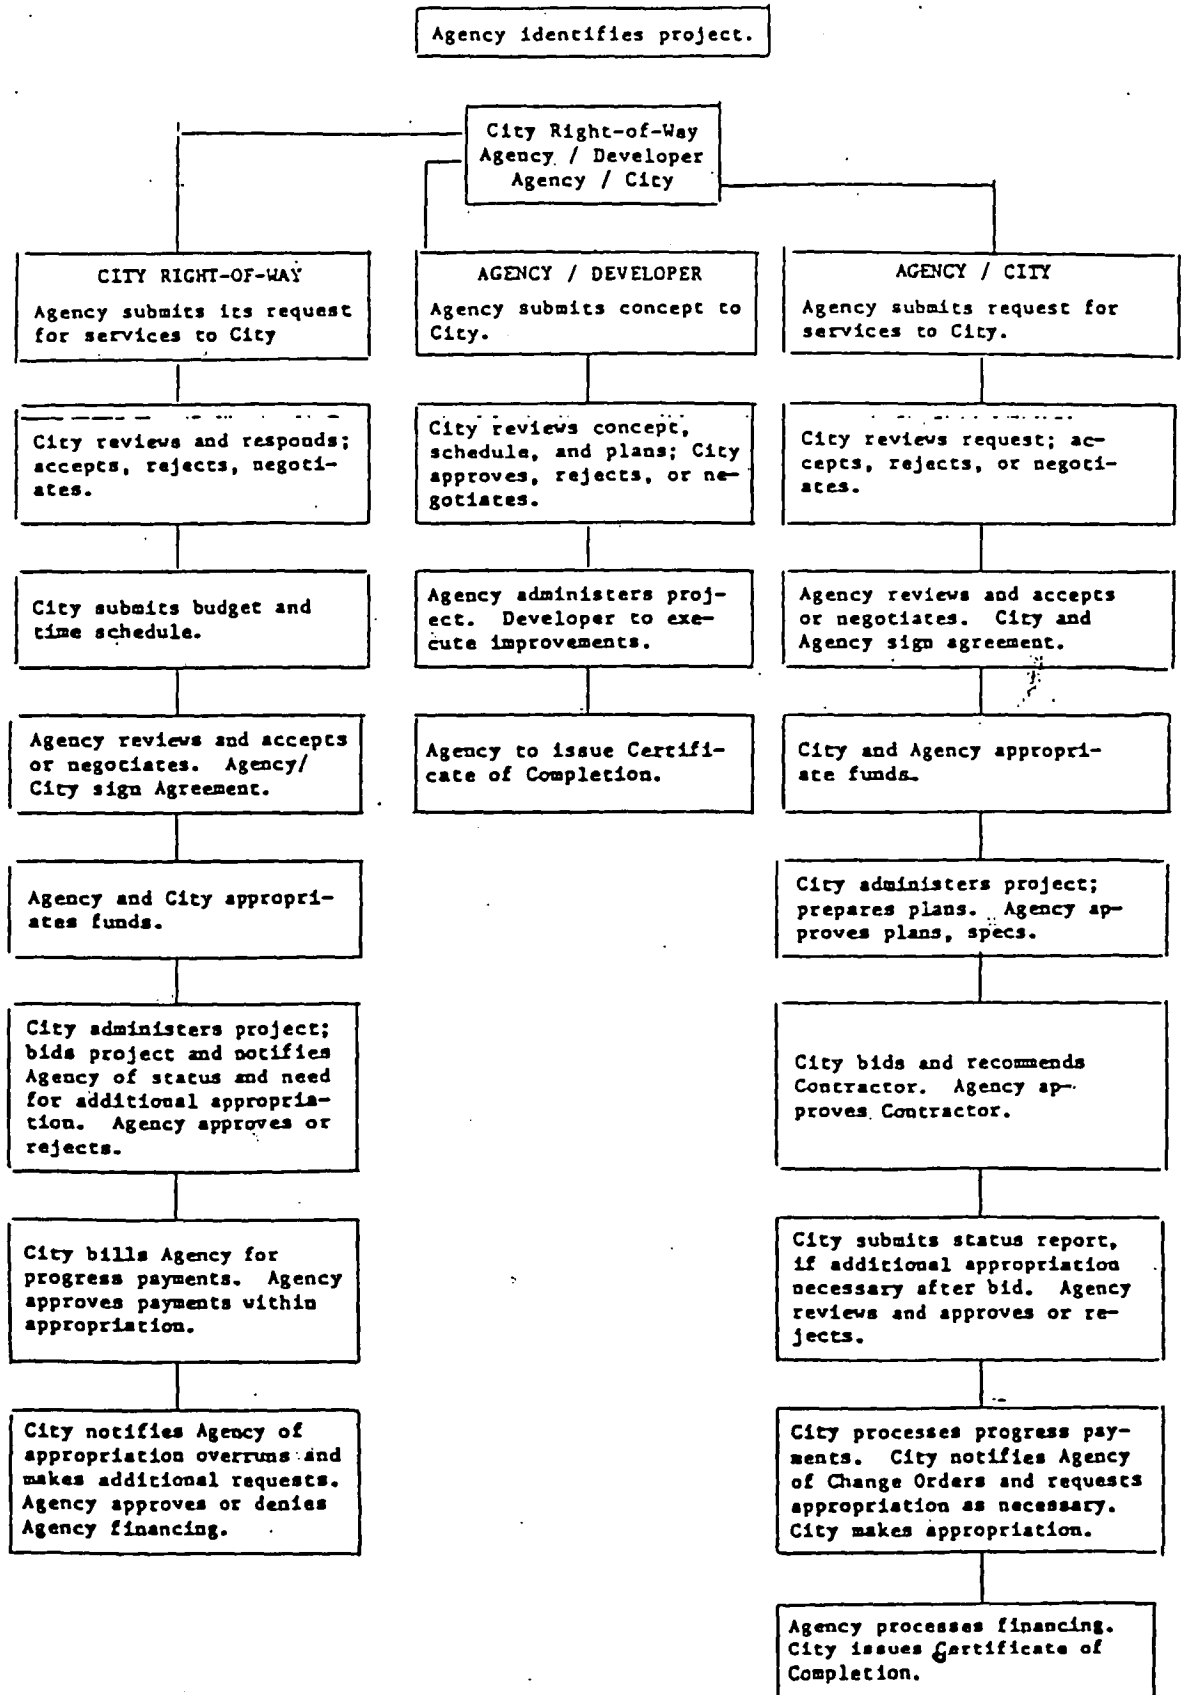 Agency identifies project.
City Right-of-Way
Agency / Developer
Agency / City
CITY RIGHT-OF-WAY
Agency submits its request
for services to City
City reviews and responds;
accepts, rejects, negoti-
ates.
City submits budget and
time schedule.
Agency reviews and accepts
or negotiates. Agency/
City sign Agreement.
Agency and City appropri-
ates funds.
City administers project;
bids project and notifies
Agency of status and need
for additional appropria-
tion. Agency approves or
rejects.
City bills Agency for
progress payments. Agency
approves payments within
appropriation.
City notifies Agency of
appropriation overruns and
makes additional requests.
Agency approves or denies
Agency financing.
AGENCY / DEVELOPER
Agency submits concept to
City.
City reviews concept,
schedule, and plans; City
approves, rejects, or ne-
gotiates.
Agency administers proj-
ect. Developer to exe-
cute improvements.
Agency to issue Certifi-
cate of Completion.
AGENCY / CITY
Agency submits request for
services to City.
City reviews request; ac-
cepts, rejects, or negoti-
ates.
Agency reviews and accepts
or negotiates. City and
Agency sign agreement.
City and Agency appropri-
ate funds.
City administers project;
prepares plans. Agency ap-
proves plans, specs.
City bids and recommends
Contractor. Agency ap-
proves Contractor.
City submits status report,
if additional appropriation
necessary after bid. Agency
reviews and approves or re-
jects.
City processes progress pay-
ments. City notifies Agency
of Change Orders and requests
appropriation as necessary.
City makes appropriation.
Agency processes financing.
City issues Certificate of
Completion.